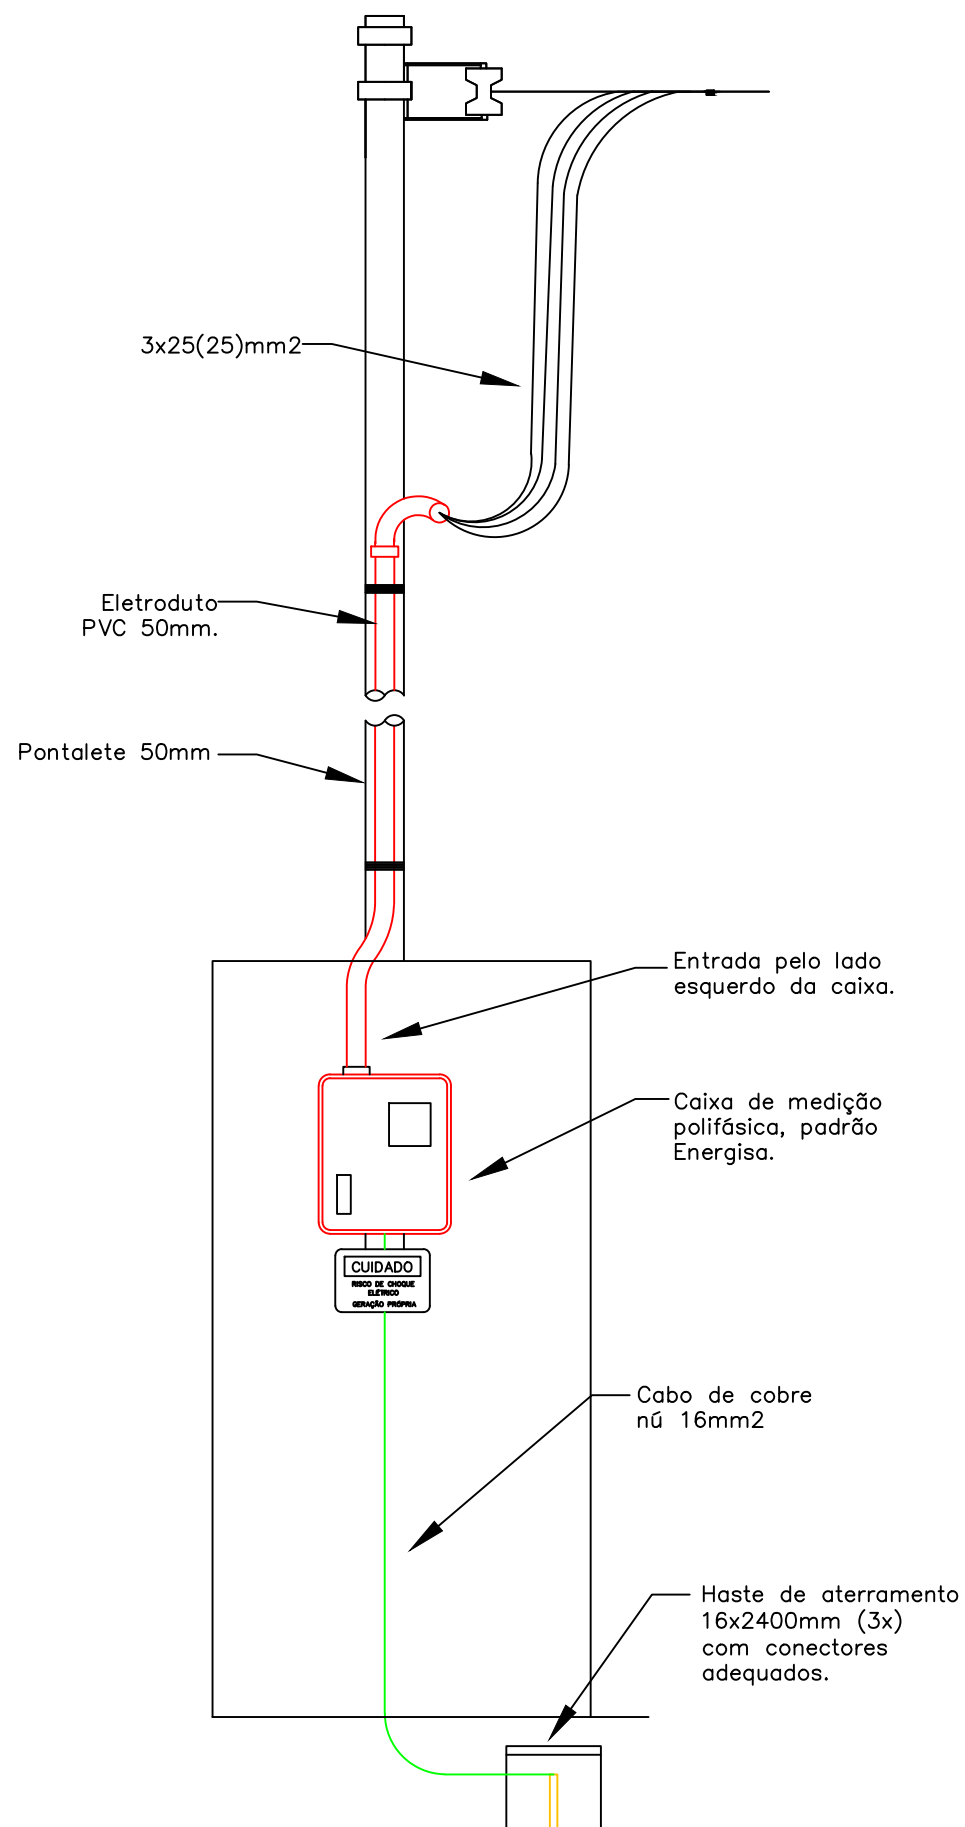 3x25(25)mm2
Eletroduto
PVC 50mm.
Pontalete 50mm
Entrada pelo lado
esquerdo da caixa.
Caixa de medição
polifásica, padrão
Energisa.
CUIDADO
RISCO DE CHOQUE
ELÉTRICO
GERAÇÃO PRÓPRIA
Cabo de cobre
nú 16mm2
Haste de aterramento
16x2400mm (3x)
com conectores
adequados.